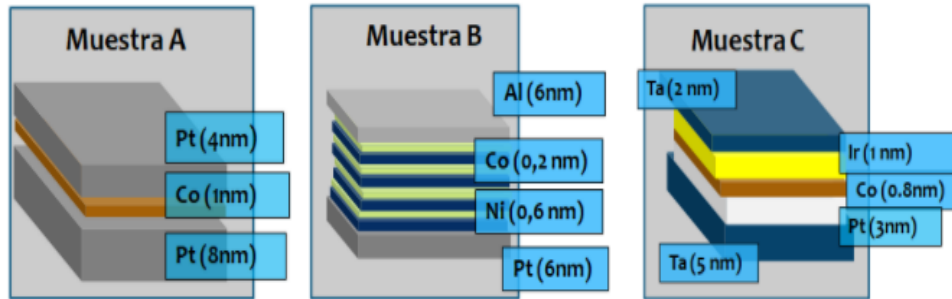 Muestra A
Pt (4nm)
Co (1nm)
Pt (8nm)
Muestra B
Al (6nm)
Co (0,2 nm)
Ni (0,6 nm)
Pt (6nm)
Muestra C
Ta (2 nm)
Ir (1 nm)
Co (0.8nm)
Pt (3nm)
Ta (5 nm)